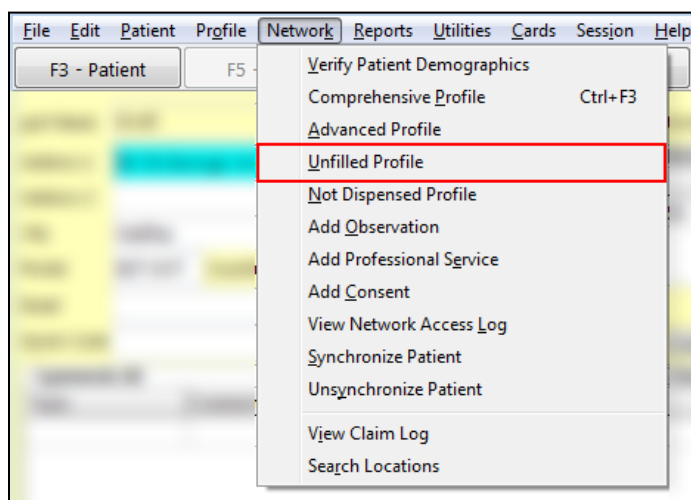 File Edit Patient Profile Network Reports Utilities Cards Session Help
F3 - Patient F5 -
Verify Patient Demographics
Comprehensive Profile Ctrl+F3
Advanced Profile
Unfilled Profile
Not Dispensed Profile
Add Observation
Add Professional Service
Add Consent
View Network Access Log
Synchronize Patient
Unsynchronize Patient
View Claim Log
Search Locations